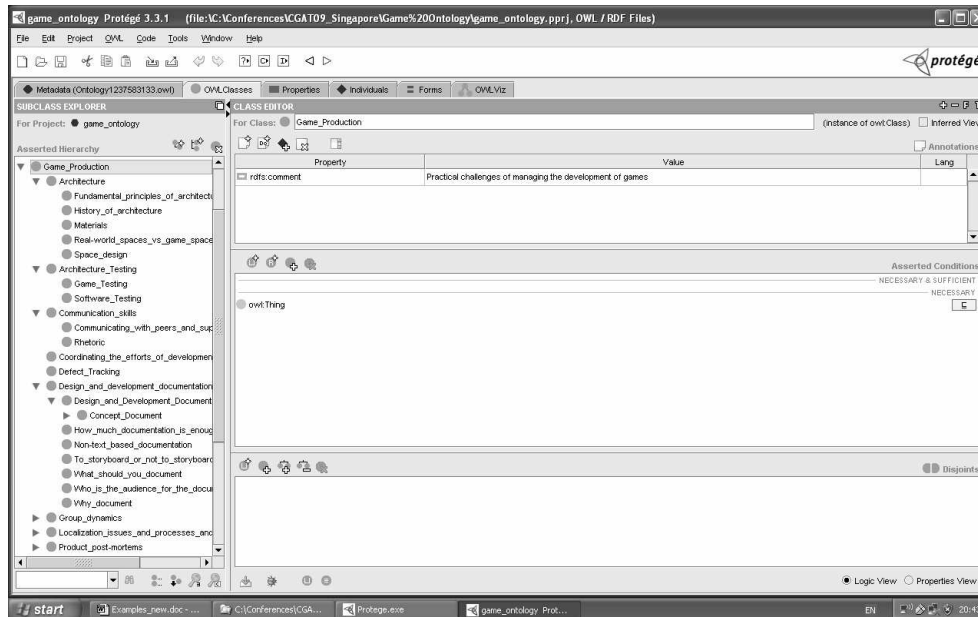 game_ontology Protégé 3.3.1 (file:\C:\Conferences\CGAT09_Singapore\Game%20Ontology\game_ontology.pprj, OWL / RDF Files)
File Edit Project OWL Code Tools Window Help
protégé
Metadata (Ontology1237583133.owl) OWLClasses Properties Individuals Forms OWLViz
SUBCLASS EXPLORER
For Project: game_ontology
Asserted Hierarchy
Game_Production
Architecture
Fundamental_principles_of_architectu
History_of_architecture
Materials
Real-world_spaces_vs_game_space
Space_design
Architecture_Testing
Game_Testing
Software_Testing
Communication_skills
Communicating_with_peers_and_sup
Rhetoric
Coordinating_the_efforts_of_developmen
Defect_Tracking
Design_and_development_documentation
Design_and_Development_Document
Concept_Document
How_much_documentation_is_enoug
Non-text_based_documentation
To_storyboard_or_not_to_storyboard
What_should_you_document
Who_is_the_audience_for_the_docu
Why_document
Group_dynamics
Localization_issues_and_processes_and
Product_post-mortems
CLASS EDITOR
For Class: Game_Production (instance of owl:Class) Inferred View
Annotations
Property Value Lang
rdfs:comment Practical challenges of managing the development of games
Asserted Conditions
NECESSARY & SUFFICIENT
NECESSARY
owl:Thing
Disjoints
Logic View Properties View
start Examples_new.doc - ... C:\Conferences\CGA... Protege.exe game_ontology Prot... EN 20:4